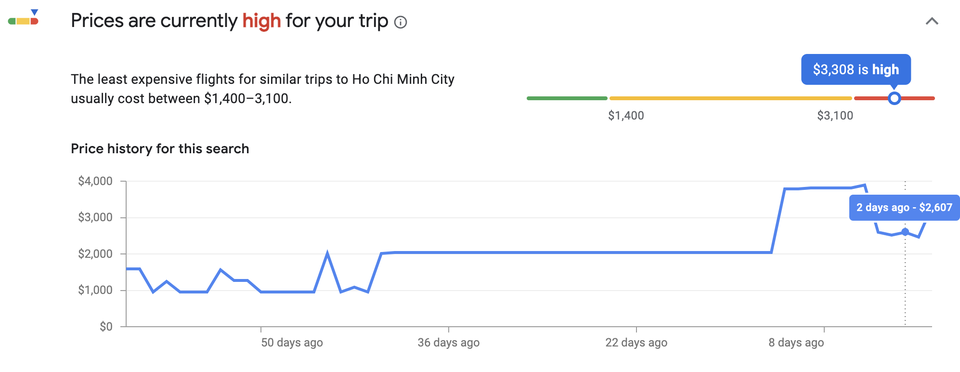 Prices are currently high for your trip
The least expensive flights for similar trips to Ho Chi Minh City
usually cost between $1,400–3,100.
$3,308 is high
$1,400
$3,100
Price history for this search
$4,000
$3,000
$2,000
$1,000
$0
2 days ago - $2,607
50 days ago
36 days ago
22 days ago
8 days ago